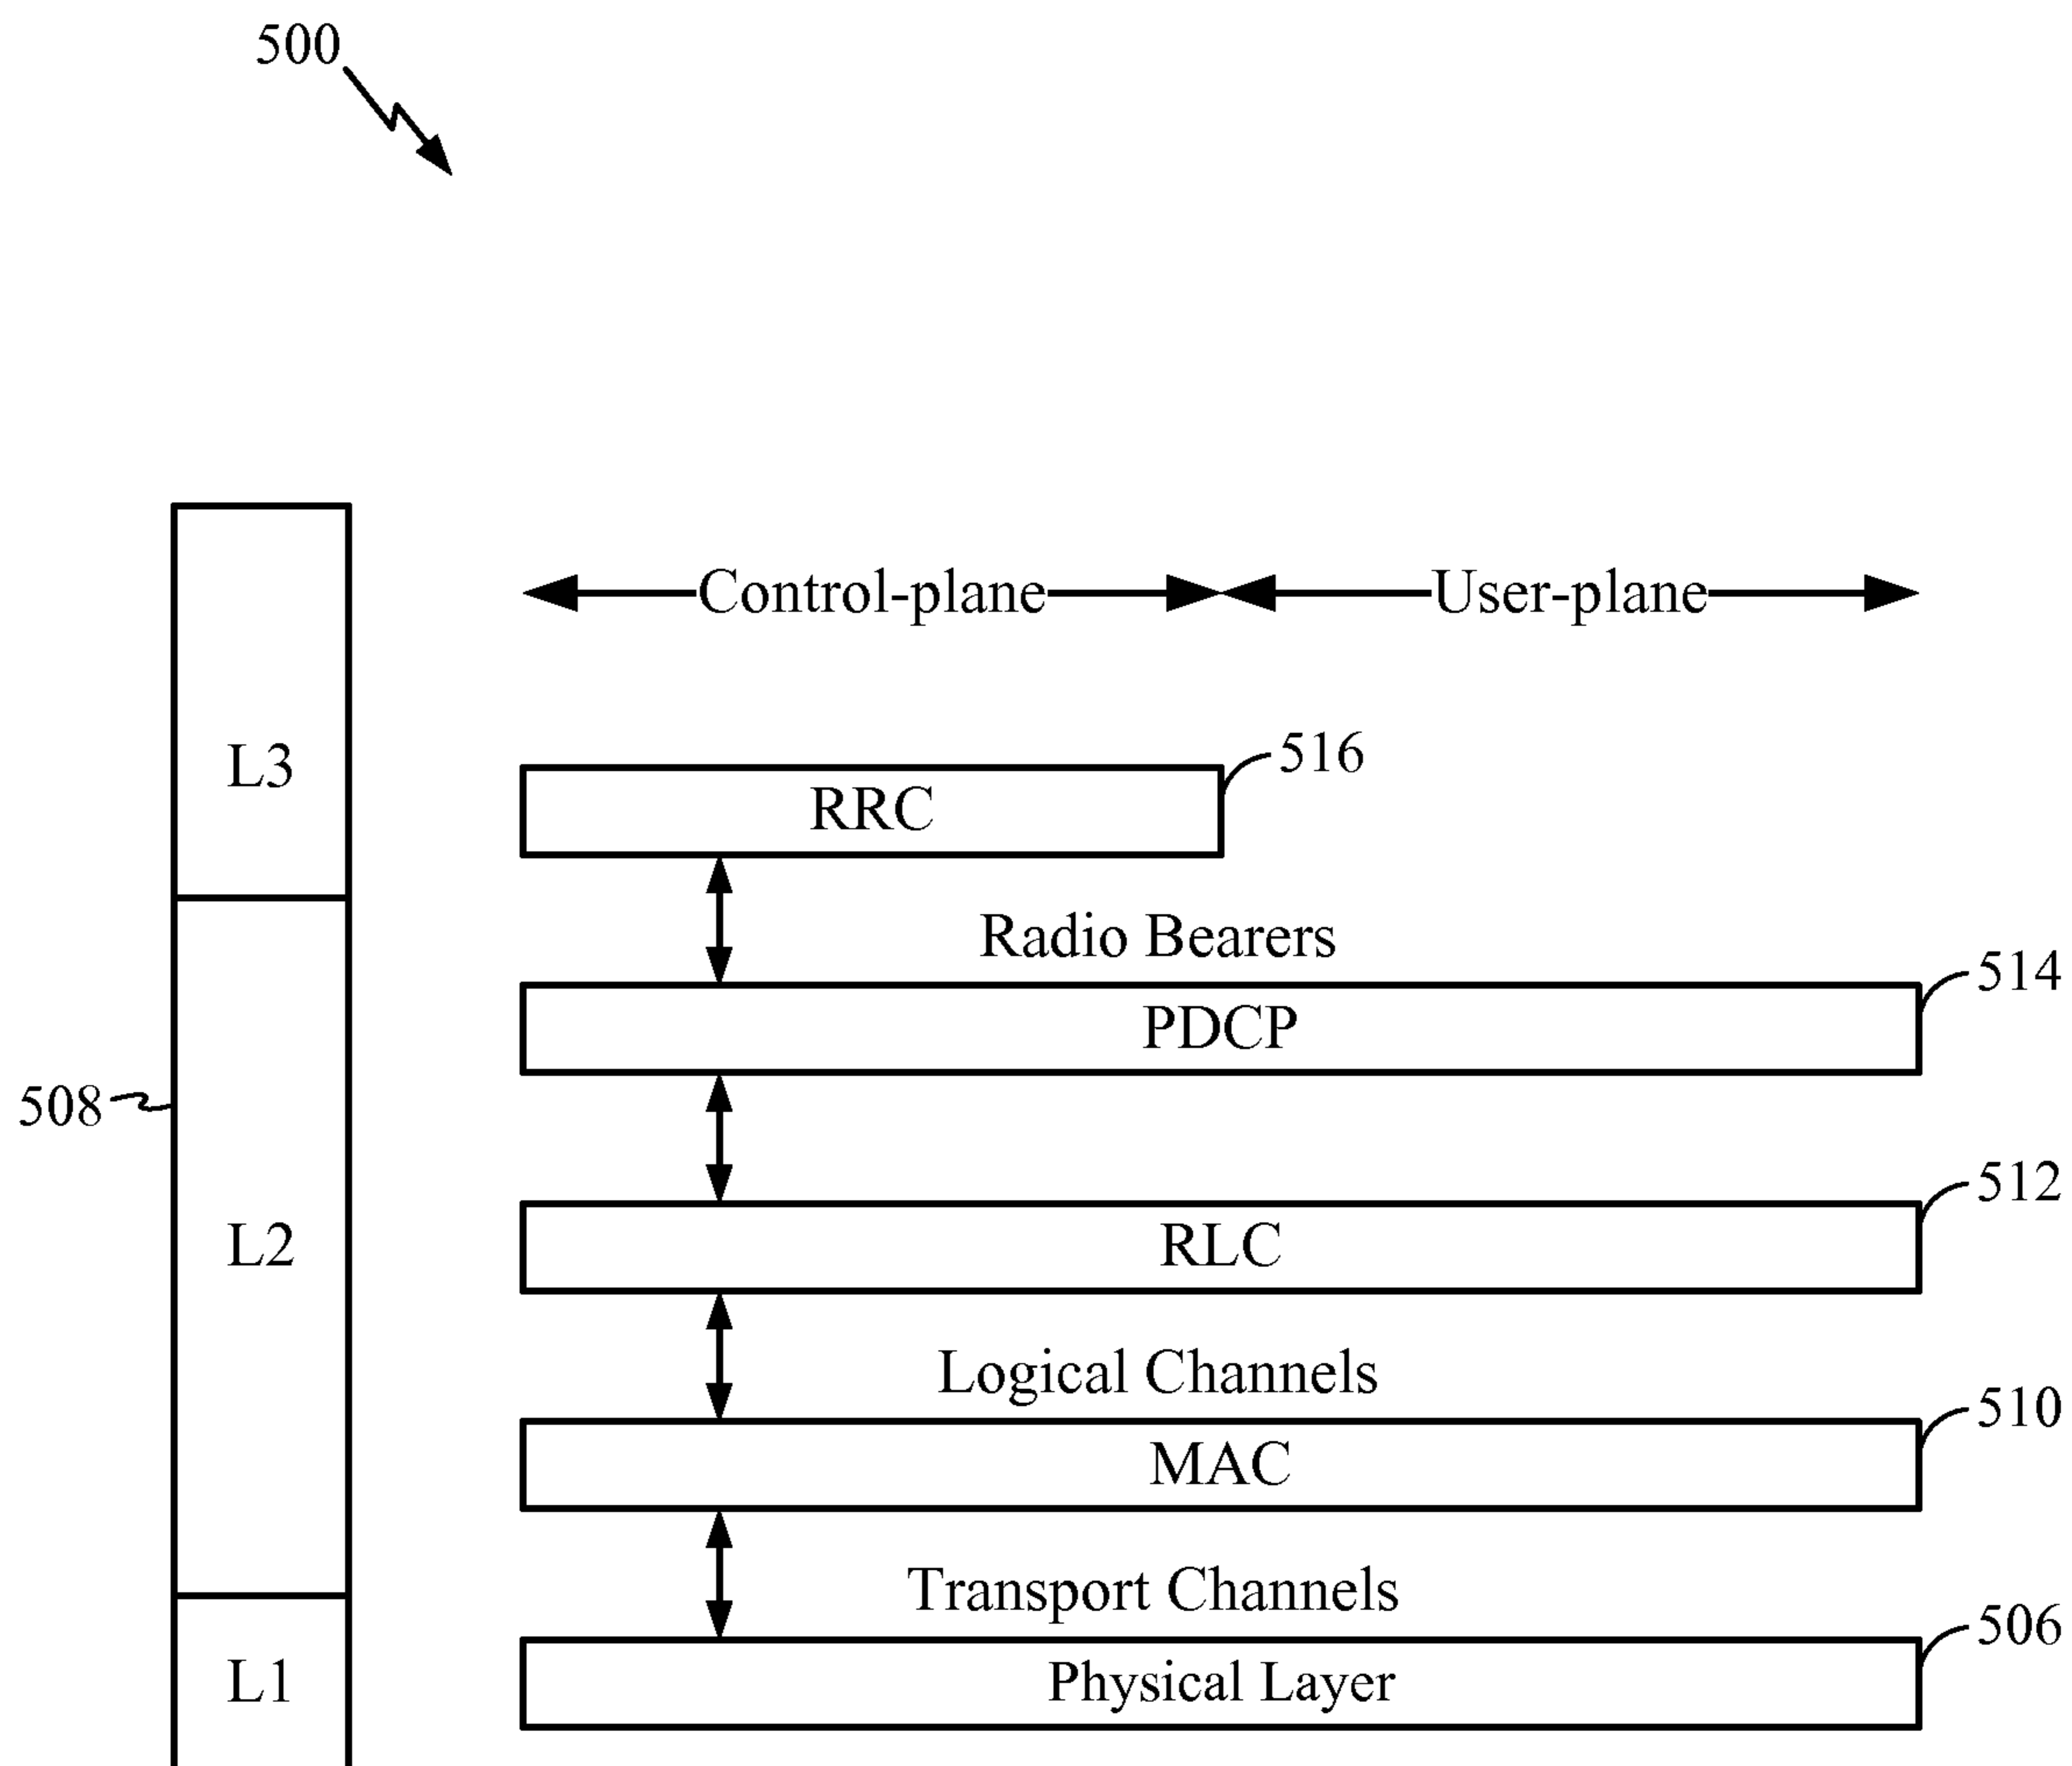 500
Control-plane
User-plane
L3
516
RRC
Radio Bearers
514
PDCP
508
512
L2
RLC
Logical Channels
510
MAC
Transport Channels
506
L1
Physical Layer